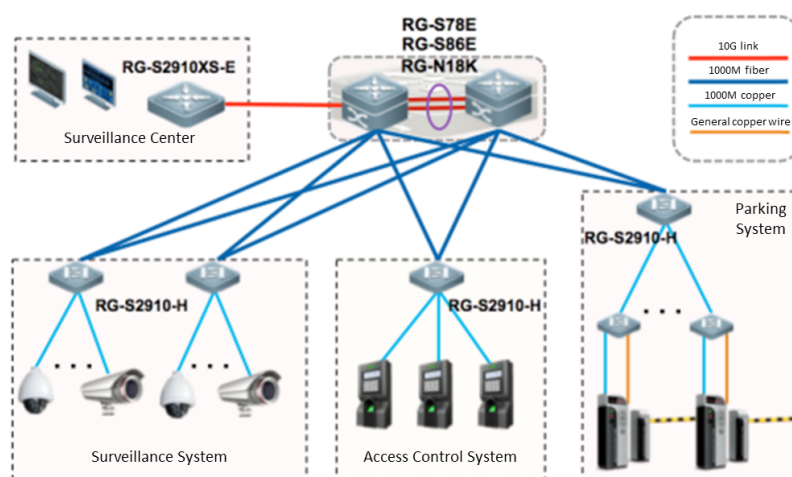 RG-S78E
RG-S86E
RG-N18K
RG-S2910XS-E
Surveillance Center
10G link
1000M fiber
1000M copper
General copper wire
Parking
System
RG-S2910-H
RG-S2910-H
RG-S2910-H
Surveillance System
Access Control System